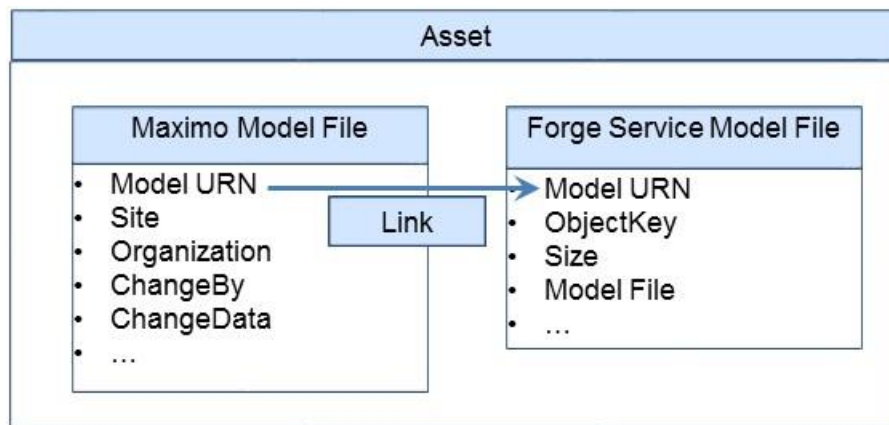 Asset
Maximo Model File
• Model URN
• Site
• Organization
• ChangeBy
• ChangeData
• ...
Link
Forge Service Model File
• Model URN
• ObjectKey
• Size
• Model File
• ...